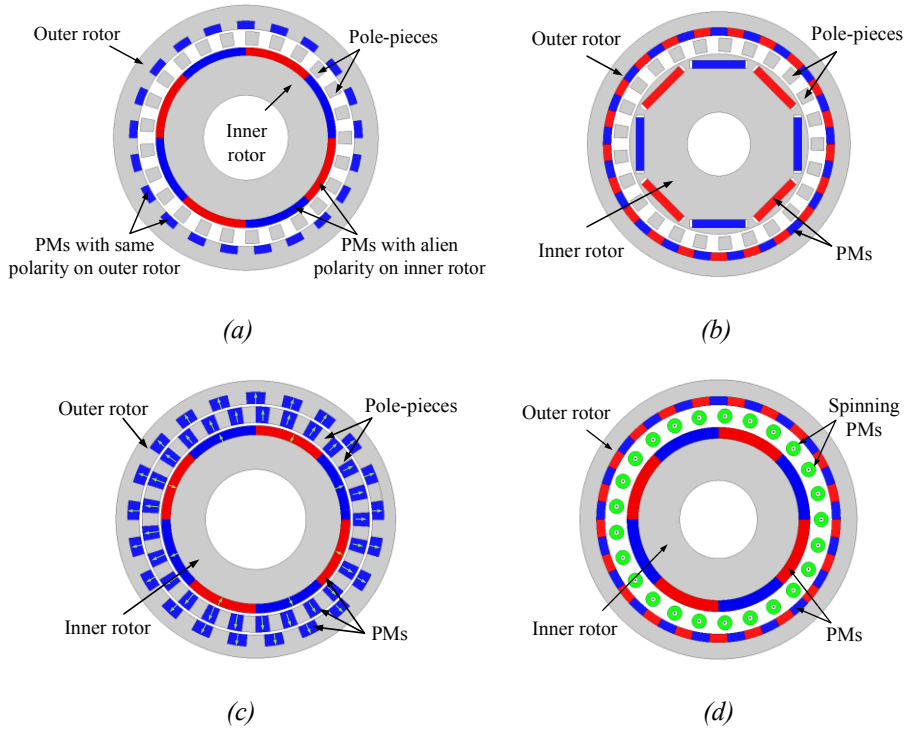 Outer rotor
Pole-pieces
Inner
rotor
PMs with same
polarity on outer rotor
PMs with alien
polarity on inner rotor
(a)
Outer rotor
Pole-pieces
Inner rotor
PMs
(b)
Outer rotor
Pole-pieces
Inner rotor
PMs
(c)
Outer rotor
Spinning
PMs
Inner rotor
PMs
(d)